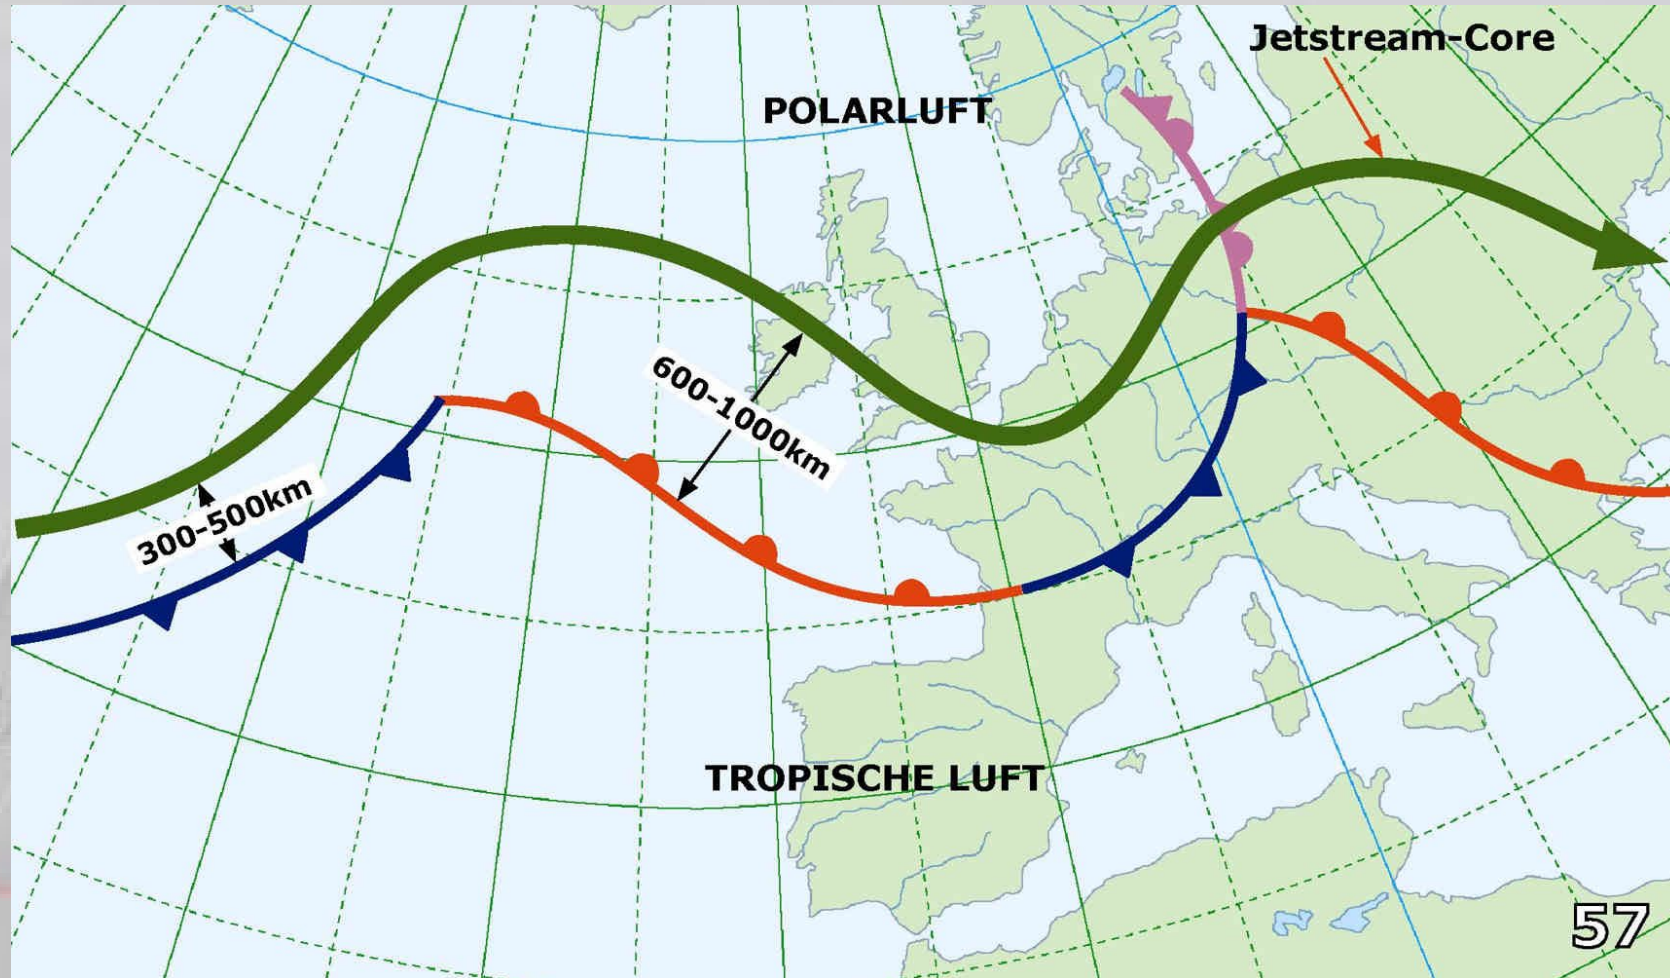 Jetstream-Core
POLARLUFT
600-1000km
300-500km
TROPISCHE LUFT
57